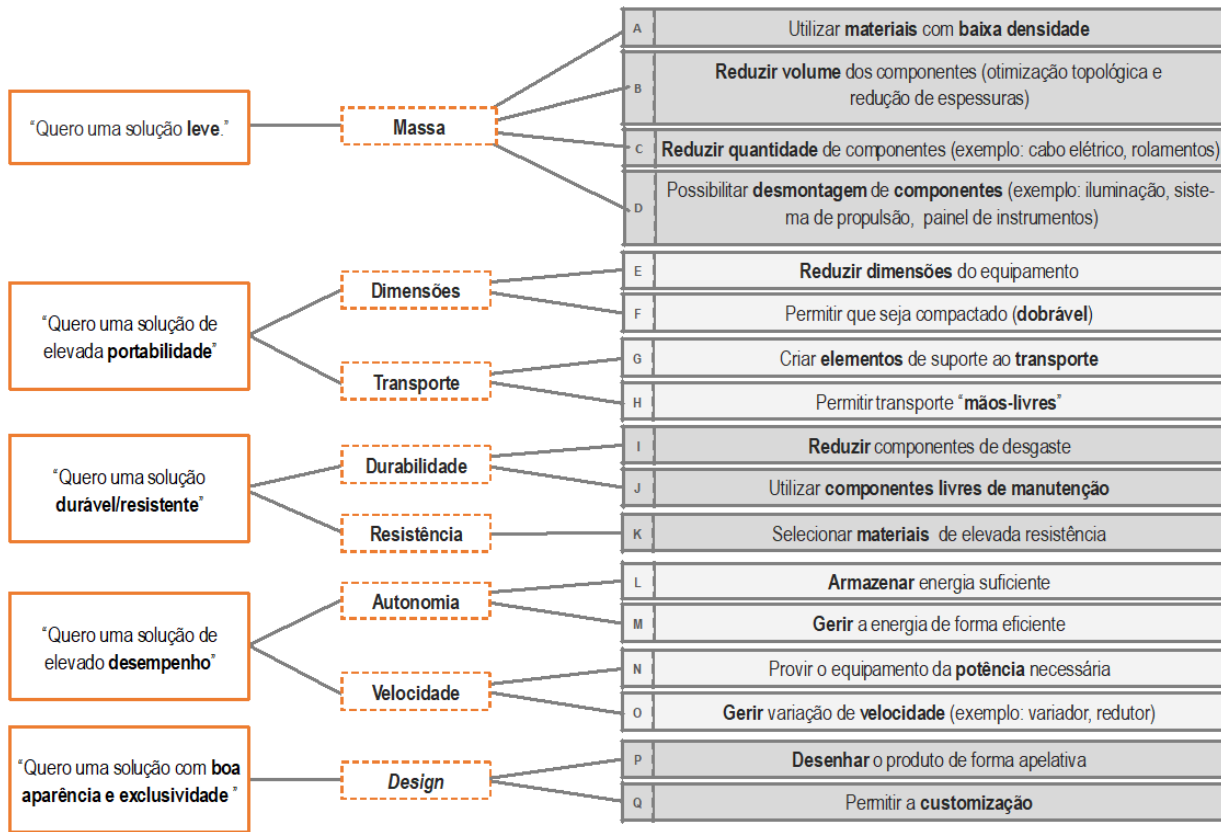 “Quero uma solução leve.”
Massa
A
Utilizar materiais com baixa densidade
B
Reduzir volume dos componentes (otimização topológica e
redução de espessuras)
C
Reduzir quantidade de componentes (exemplo: cabo elétrico, rolamentos)
D
Possibilitar desmontagem de componentes (exemplo: iluminação, siste-
ma de propulsão, painel de instrumentos)
“Quero uma solução de
elevada portabilidade”
Dimensões
E
Reduzir dimensões do equipamento
F
Permitir que seja compactado (dobrável)
Transporte
G
Criar elementos de suporte ao transporte
H
Permitir transporte “mãos-livres”
“Quero uma solução
durável/resistente”
Durabilidade
I
Reduzir componentes de desgaste
J
Utilizar componentes livres de manutenção
Resistência
K
Selecionar materiais de elevada resistência
“Quero uma solução de
elevado desempenho”
Autonomia
L
Armazenar energia suficiente
M
Gerir a energia de forma eficiente
Velocidade
N
Provir o equipamento da potência necessária
O
Gerir variação de velocidade (exemplo: variador, redutor)
“Quero uma solução com boa
aparência e exclusividade ”
Design
P
Desenhar o produto de forma apelativa
Q
Permitir a customização